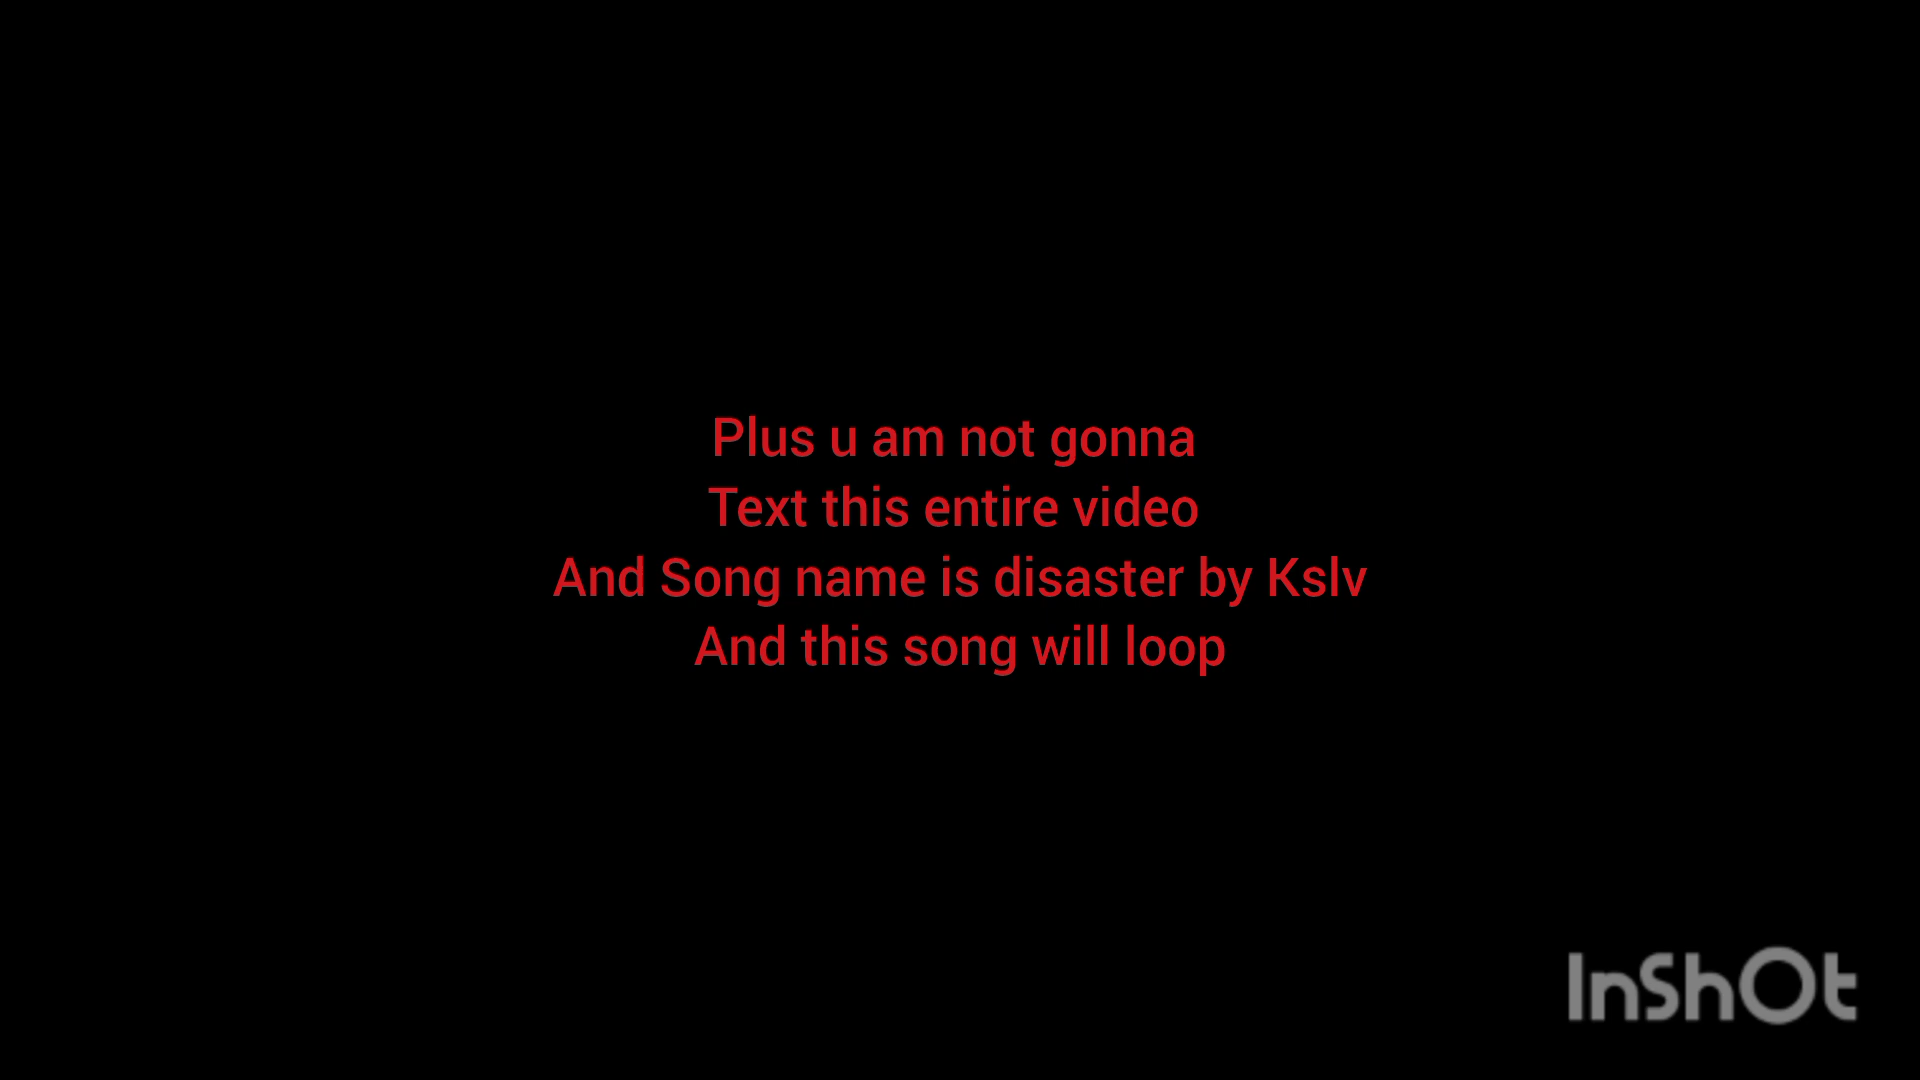 Plus u am not gonna
Text this entire video
And Song name is disaster by Kslv
And this song will loop
InShOt